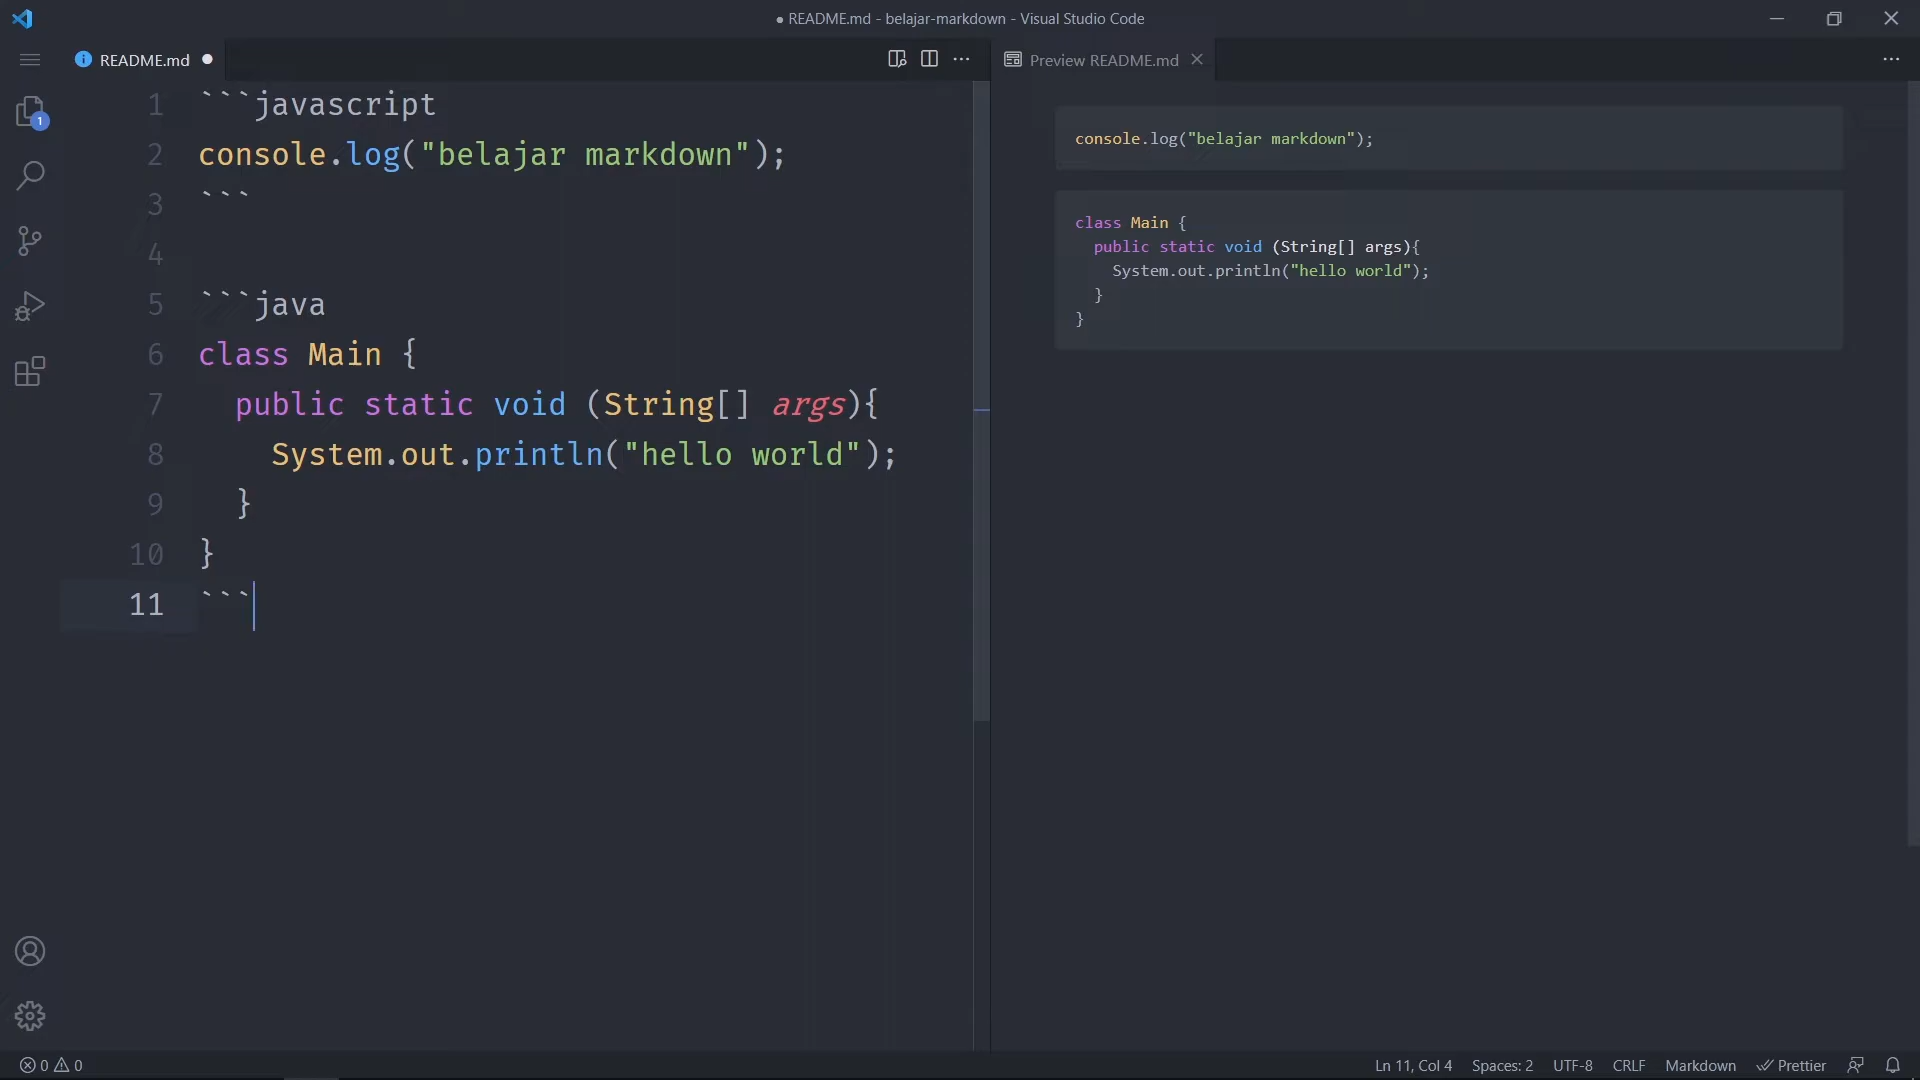 ● README.md - belajar-markdown - Visual Studio Code
README.md
Preview README.md
1 ```javascript
2 console.log("belajar markdown");
3 ```
4
5 ```java
6 class Main {
7   public static void (String[] args){
8     System.out.println("hello world");
9   }
10 }
11 ```
1
console.log("belajar markdown");
class Main {
  public static void (String[] args){
    System.out.println("hello world");
  }
}
0 0
Ln 11, Col 4 Spaces: 2 UTF-8 CRLF Markdown Prettier